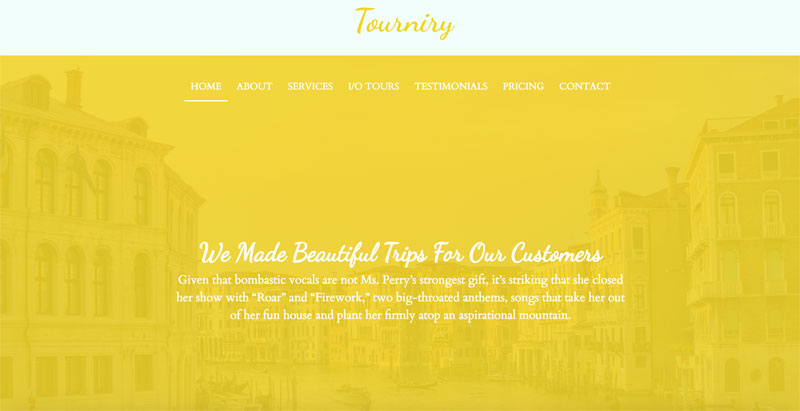 Tourniry
HOME ABOUT SERVICES I/O TOURS TESTIMONIALS PRICING CONTACT
We Made Beautiful Trips For Our Customers
Given that bombastic vocals are not Ms. Perry's strongest gift, it's striking that she closed
her show with “Roar” and “Firework,” two big-throated anthems, songs that take her out
of her fun house and plant her firmly atop an aspirational mountain.